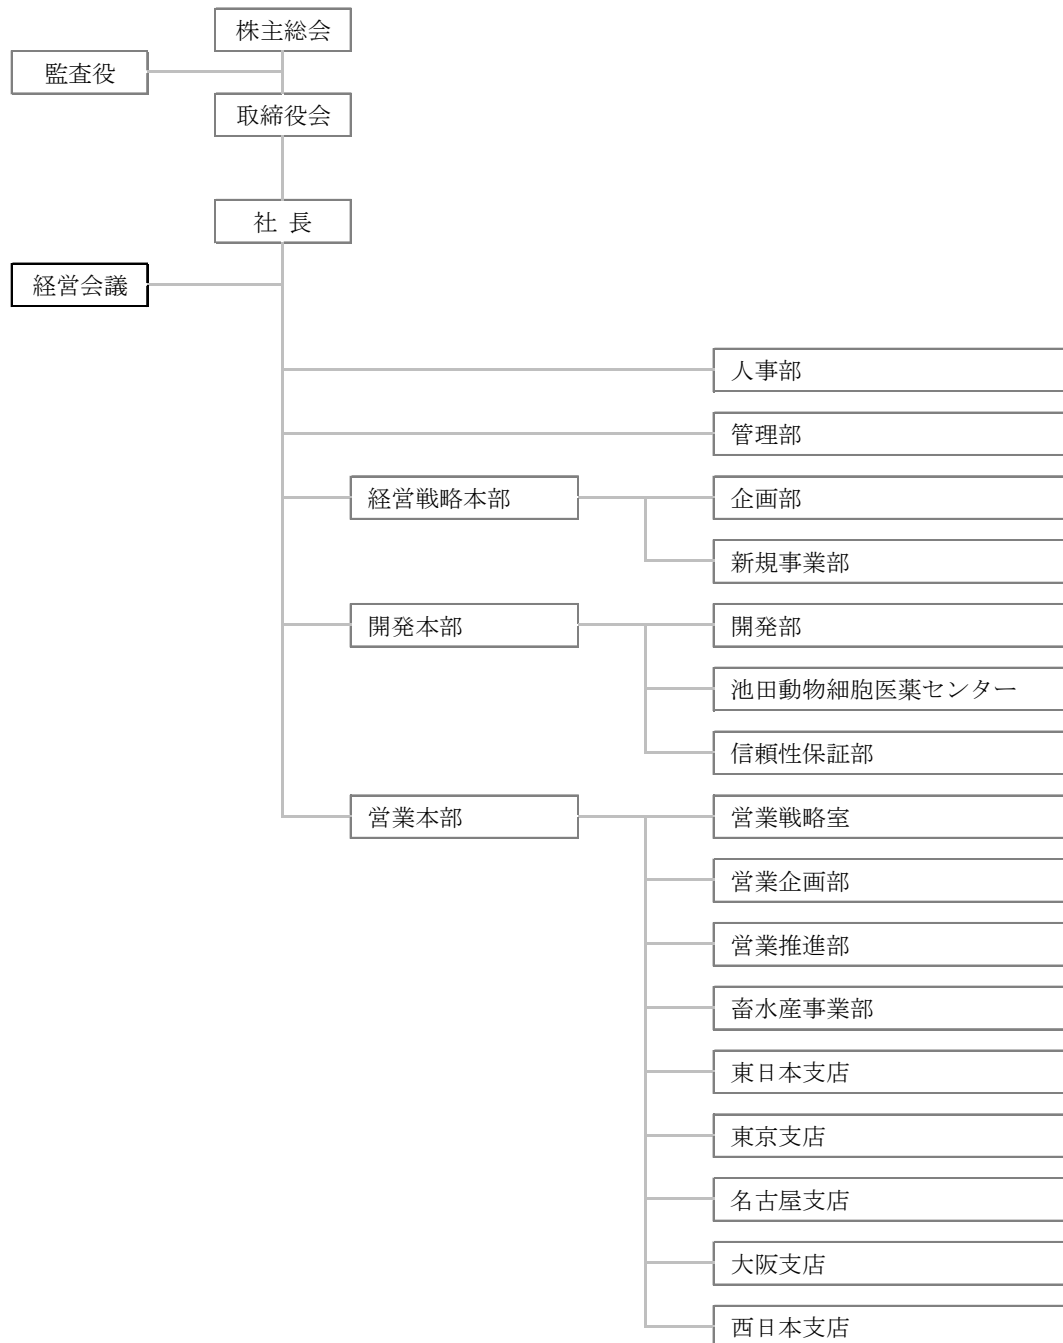 株主総会
監査役
取締役会
社 長
経営会議
人事部
管理部
経営戦略本部
企画部
新規事業部
開発本部
開発部
池田動物細胞医薬センター
信頼性保証部
営業本部
営業戦略室
営業企画部
営業推進部
畜水産事業部
東日本支店
東京支店
名古屋支店
大阪支店
西日本支店